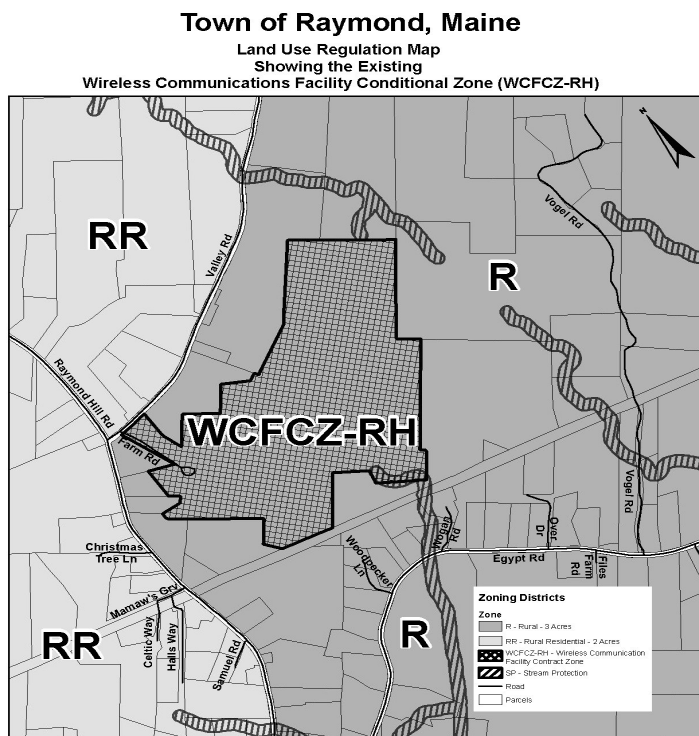 Town of Raymond, Maine
Land Use Regulation Map
Showing the Existing
Wireless Communications Facility Conditional Zone (WCFCZ-RH)
N
Vogel Rd
RR
Valley Rd
R
Raymond Hill Rd
WCFCZ-RH
Farm Rd
Vogel Rd
Christmas
Tree Ln
Woodpecker
Ln
Rd
Over
Dr
Egypt Rd
Files
Farm
Rd
Mamaw's Grv
Celtic Way
Halls Way
Samuel Rd
RR
R
Zoning Districts
Zone
R - Rural - 3 Acres
RR - Rural Residential - 2 Acres
WCFCZ-RH - Wireless Communication
Facility Contract Zone
SP - Stream Protection
Road
Parcels